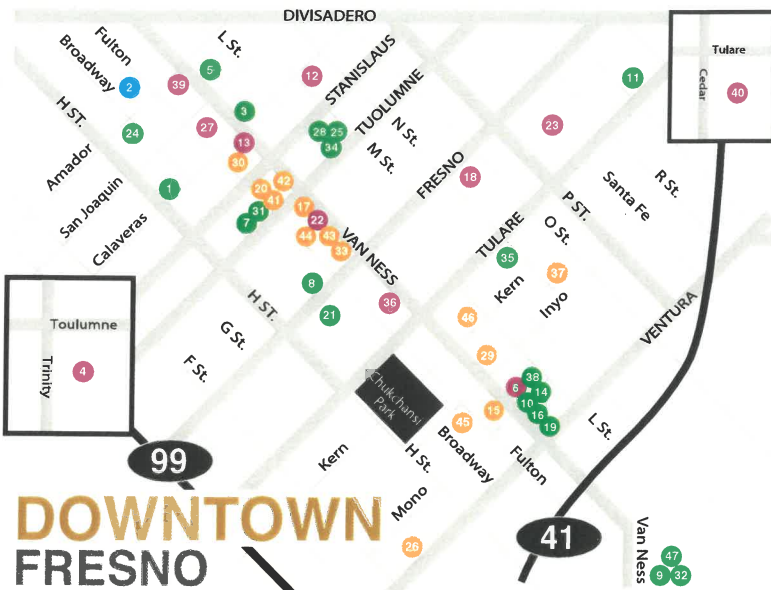 DIVISADERO
Fulton
Broadway
L St.
STANISLAUS
TUOLUMNE
Tulare
Cedar
40
2
39
5
12
11
H ST.
24
27
3
13
30
28
25
34
N St.
M St.
23
FRESNO
18
Amador
San Joaquin
Calaveras
1
20
42
41
31
7
17
22
44
43
33
VAN NESS
P ST.
Santa Fe
R St.
O St.
TULARE
35
Kern
37
Inyo
VENTURA
8
21
36
H ST.
G St.
F St.
46
29
Toulumne
Trinity
4
Chukchansi
Park
6
38
14
10
16
19
15
45
L St.
99
Kern
H St.
Broadway
Fulton
Mono
26
41
Van Ness
47
9
32
DOWNTOWN
FRESNO